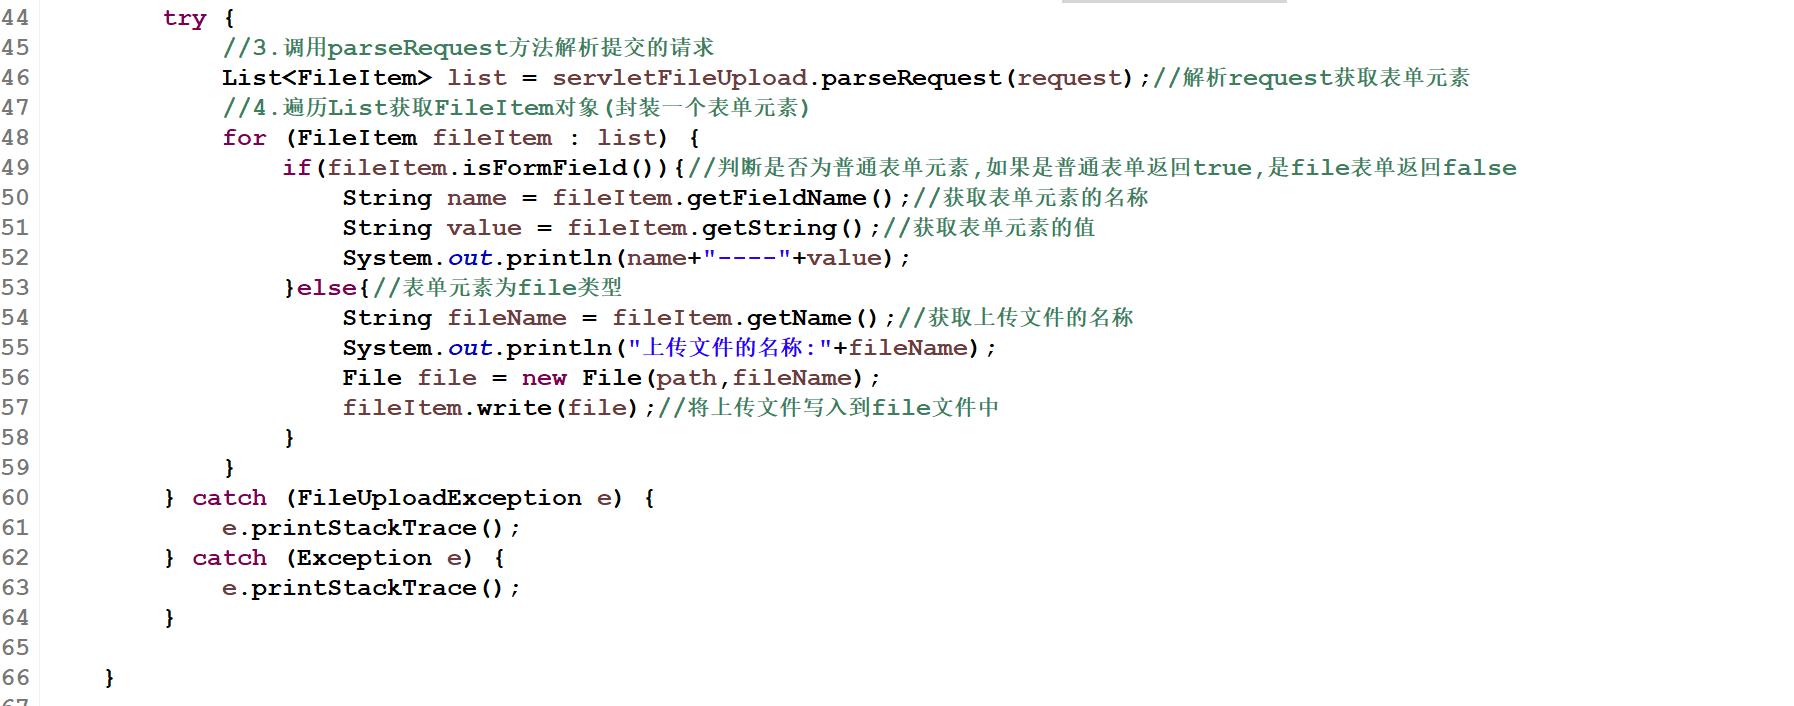 44 try {
45 //3.调用parseRequest方法解析提交的请求
46 List<FileItem> list = servletFileUpload.parseRequest(request);//解析request获取表单元素
47 //4.遍历List获取FileItem对象(封装一个表单元素)
48 for (FileItem fileItem : list) {
49 if(fileItem.isFormField()){//判断是否为普通表单元素,如果是普通表单返回true,是file表单返回false
50 String name = fileItem.getFieldName();//获取表单元素的名称
51 String value = fileItem.getString();//获取表单元素的值
52 System.out.println(name+"----"+value);
53 }else{//表单元素为file类型
54 String fileName = fileItem.getName();//获取上传文件的名称
55 System.out.println("上传文件的名称:"+fileName);
56 File file = new File(path,fileName);
57 fileItem.write(file);//将上传文件写入到file文件中
58 }
59 }
60 } catch (FileUploadException e) {
61 e.printStackTrace();
62 } catch (Exception e) {
63 e.printStackTrace();
64 }
65
66 }
67